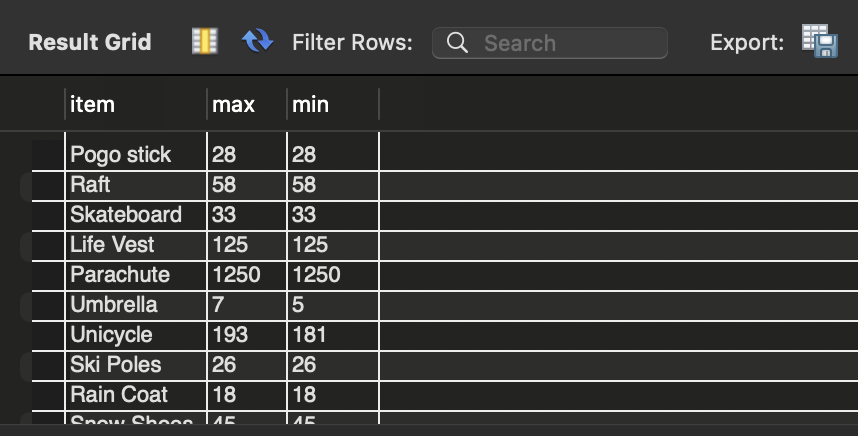 Result Grid Filter Rows: Search Export:
item max min
Pogo stick 28 28
Raft 58 58
Skateboard 33 33
Life Vest 125 125
Parachute 1250 1250
Umbrella 7 5
Unicycle 193 181
Ski Poles 26 26
Rain Coat 18 18
Snow Shoes 45 45